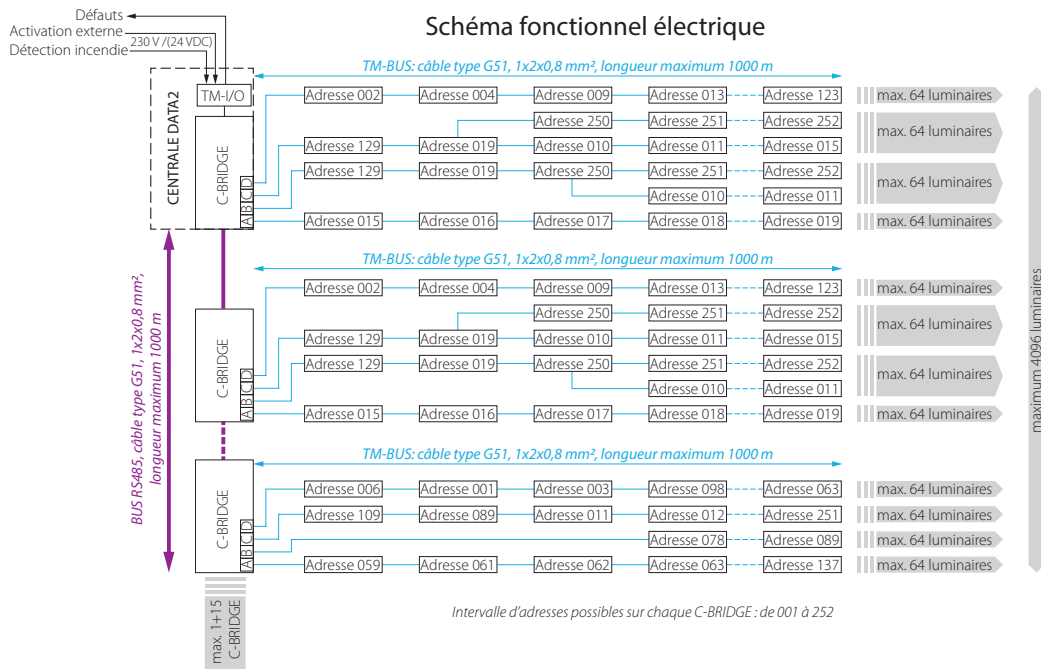 Schéma fonctionnel électrique
Défauts
Activation externe
Détection incendie
230 V /(24 VDC)
CENTRALE DATA2
TM-I/O
TM-BUS: câble type G51, 1x2x0,8 mm², longueur maximum 1000 m
C-BRIDGE
A B C D
Adresse 002 Adresse 004 Adresse 009 Adresse 013 Adresse 123 max. 64 luminaires
Adresse 250 Adresse 251 Adresse 252
max. 64 luminaires
Adresse 129 Adresse 019 Adresse 010 Adresse 011 Adresse 015
Adresse 129 Adresse 019 Adresse 250 Adresse 251 Adresse 252
max. 64 luminaires
Adresse 010 Adresse 011
Adresse 015 Adresse 016 Adresse 017 Adresse 018 Adresse 019 max. 64 luminaires
BUS RS485, câble type G51, 1x2x0,8 mm²,
longueur maximum 1000 m
TM-BUS: câble type G51, 1x2x0,8 mm², longueur maximum 1000 m
C-BRIDGE
A B C D
Adresse 002 Adresse 004 Adresse 009 Adresse 013 Adresse 123 max. 64 luminaires
Adresse 250 Adresse 251 Adresse 252
max. 64 luminaires
Adresse 129 Adresse 019 Adresse 010 Adresse 011 Adresse 015
Adresse 129 Adresse 019 Adresse 250 Adresse 251 Adresse 252
max. 64 luminaires
Adresse 010 Adresse 011
Adresse 015 Adresse 016 Adresse 017 Adresse 018 Adresse 019 max. 64 luminaires
TM-BUS: câble type G51, 1x2x0,8 mm², longueur maximum 1000 m
C-BRIDGE
A B C D
Adresse 006 Adresse 001 Adresse 003 Adresse 098 Adresse 063 max. 64 luminaires
Adresse 109 Adresse 089 Adresse 011 Adresse 012 Adresse 251 max. 64 luminaires
Adresse 078 Adresse 089 max. 64 luminaires
Adresse 059 Adresse 061 Adresse 062 Adresse 063 Adresse 137 max. 64 luminaires
maximum 4096 luminaires
max. 1+15
C-BRIDGE
Intervalle d'adresses possibles sur chaque C-BRIDGE : de 001 à 252